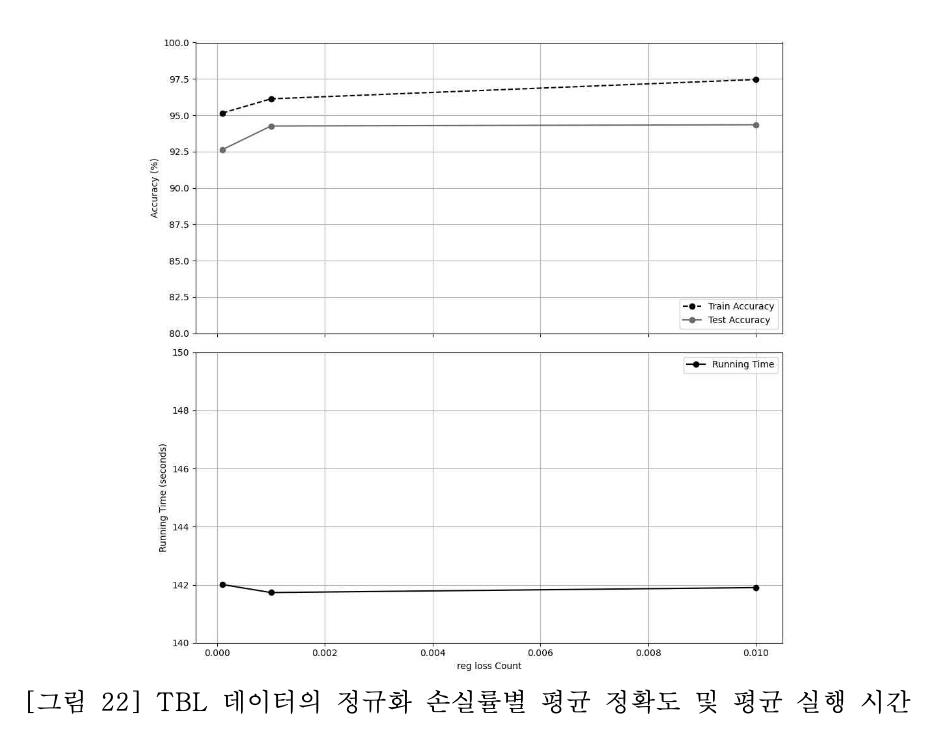 100.0
97.5
95.0
92.5
90.0
87.5
85.0
82.5
80.0
Accuracy (%)
Train Accuracy
Test Accuracy
150
148
146
144
142
140
Running Time (seconds)
Running Time
0.000 0.002 0.004 0.006 0.008 0.010
reg loss Count
[그림 22] TBL 데이터의 정규화 손실률별 평균 정확도 및 평균 실행 시간